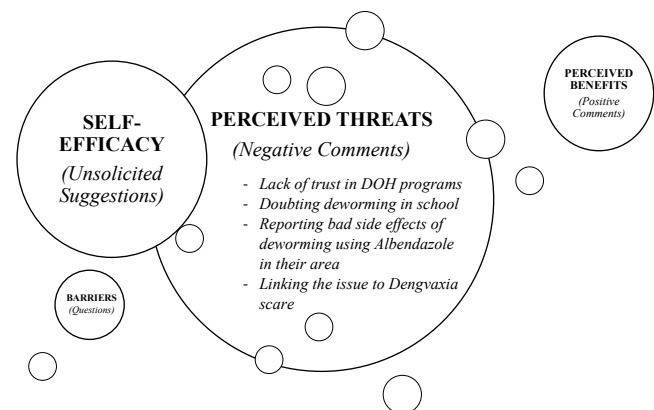 SELF-
EFFICACY
(Unsolicited
Suggestions)
PERCEIVED THREATS
(Negative Comments)
- Lack of trust in DOH programs
- Doubting deworming in school
- Reporting bad side effects of
deworming using Albendazole
in their area
- Linking the issue to Dengvaxia
scare
PERCEIVED
BENEFITS
(Positive
Comments)
BARRIERS
(Questions)